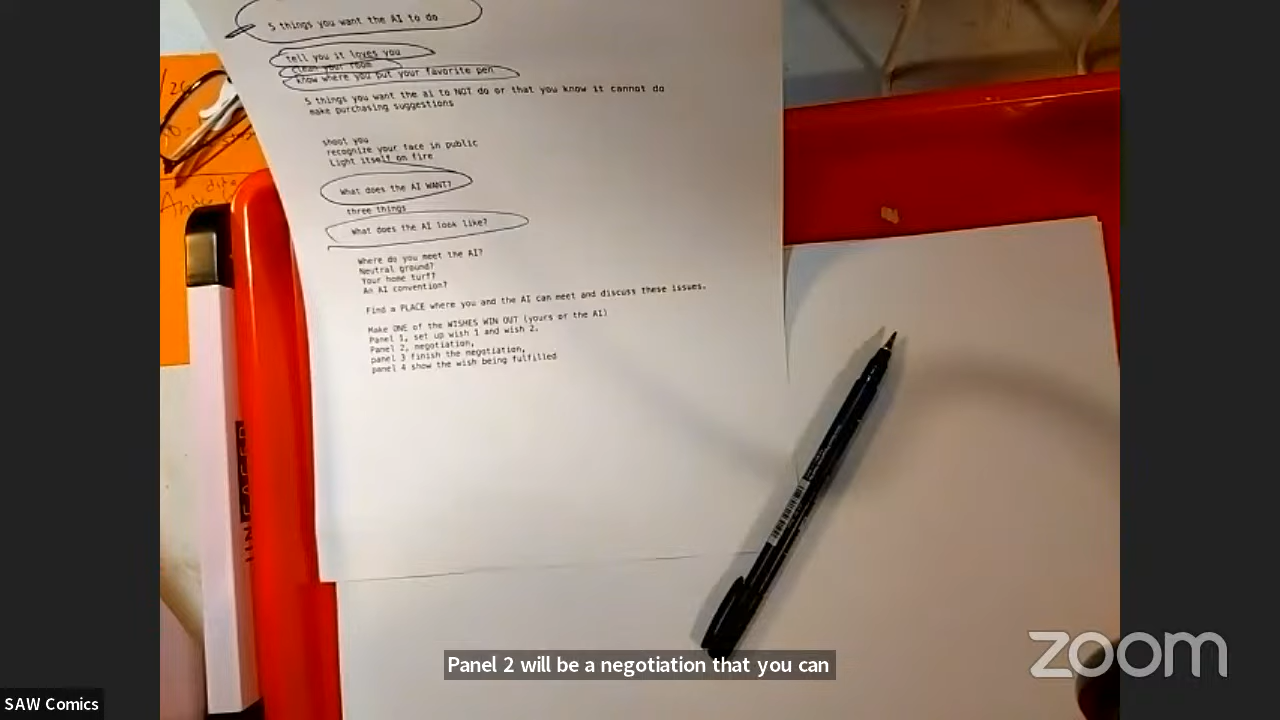 5 things you want the AI to do
tell you it loves you
clean your room
know where you put your favorite pen
5 things you want the ai to NOT do or that you know it cannot do
make purchasing suggestions
shoot you
recognize your face in public
Light itself on fire
What does the AI WANT?
three things
What does the AI look like?
Where do you meet the AI?
Neutral ground?
Your home turf?
An AI convention?
Find a PLACE where you and the AI can meet and discuss these issues.
Make ONE of the WISHES WIN OUT (yours or the AI)
Panel 1, set up wish 1 and wish 2.
Panel 2, negotiation,
panel 3 finish the negotiation,
panel 4 show the wish being fulfilled
Panel 2 will be a negotiation that you can
zoom
SAW Comics